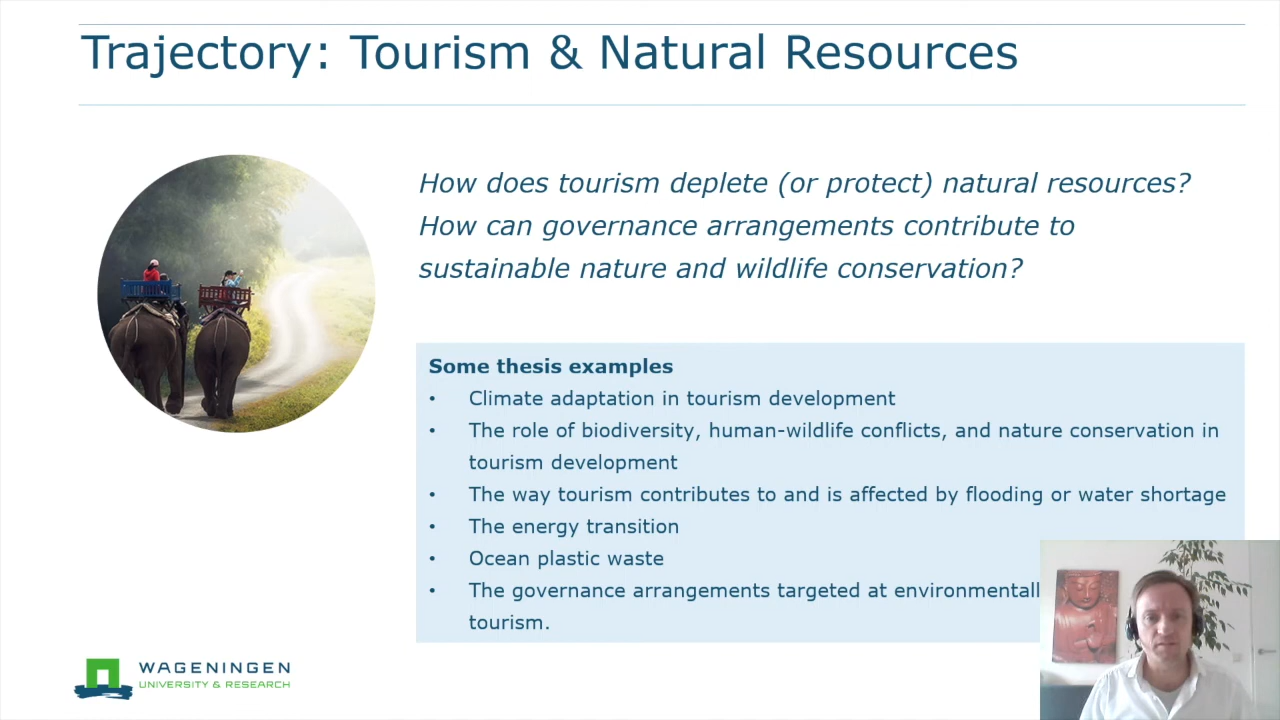 Trajectory: Tourism & Natural Resources
How does tourism deplete (or protect) natural resources?
How can governance arrangements contribute to
sustainable nature and wildlife conservation?
Some thesis examples
• Climate adaptation in tourism development
• The role of biodiversity, human-wildlife conflicts, and nature conservation in
tourism development
• The way tourism contributes to and is affected by flooding or water shortage
• The energy transition
• Ocean plastic waste
• The governance arrangements targeted at
tourism.
WAGENINGEN
UNIVERSITY & RESEARCH